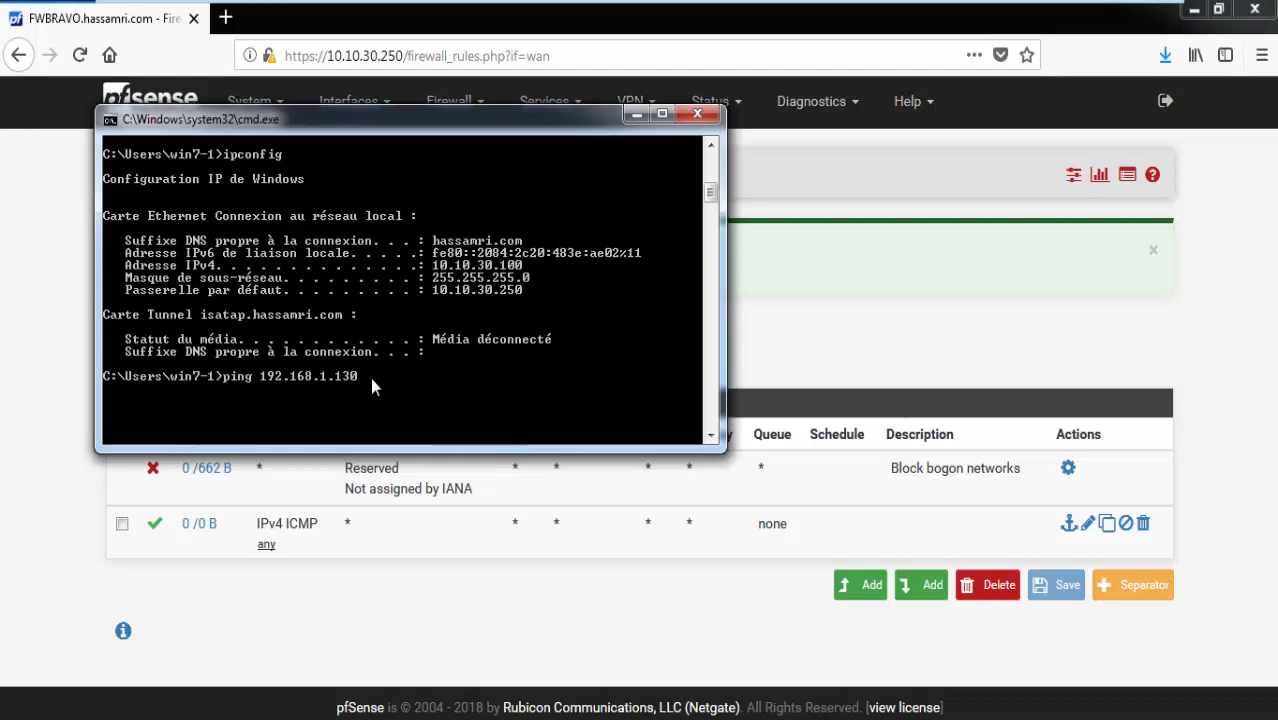 FWBRAVO.hassamri.com - Fire
https://10.10.30.250/firewall_rules.php?if=wan
pfsense
System Interfaces Firewall Services VPN Status Diagnostics Help
C:\Windows\system32\cmd.exe
C:\Users\win7-1>ipconfig
Configuration IP de Windows
Carte Ethernet Connexion au réseau local :
Suffixe DNS propre à la connexion. . . : hassamri.com
Adresse IPv6 de liaison locale. . . . .: fe80::2084:2c20:483e:ae02%11
Adresse IPv4. . . . . . . . . . . . . .: 10.10.30.100
Masque de sous-réseau. . . . . . . . . : 255.255.255.0
Passerelle par défaut. . . . . . . . . : 10.10.30.250
Carte Tunnel isatap.hassamri.com :
Statut du média. . . . . . . . . . . . : Média déconnecté
Suffixe DNS propre à la connexion. . . :
C:\Users\win7-1>ping 192.168.1.130
Queue Schedule Description Actions
0 /662 B * Reserved * * * * * Block bogon networks
Not assigned by IANA
0 /0 B IPv4 ICMP * * * * * none
any
Add Add Delete Save Separator
pfSense is © 2004 - 2018 by Rubicon Communications, LLC (Netgate). All Rights Reserved. [view license]